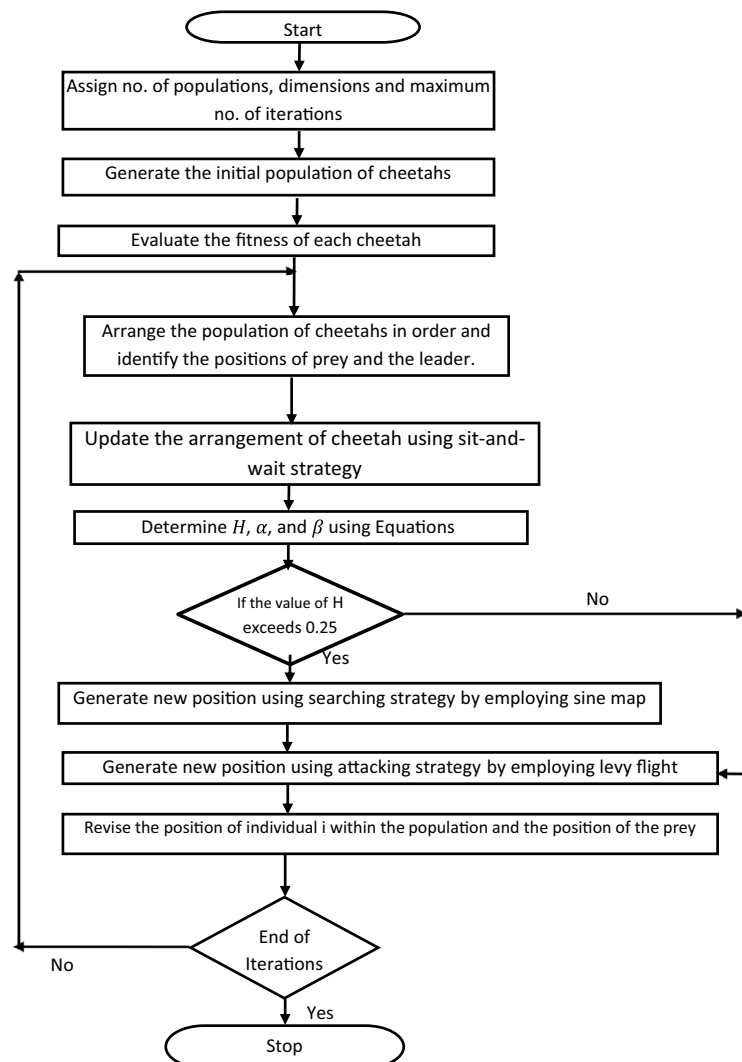 Start
Assign no. of populations, dimensions and maximum
no. of iterations
Generate the initial population of cheetahs
Evaluate the fitness of each cheetah
Arrange the population of cheetahs in order and
identify the positions of prey and the leader.
Update the arrangement of cheetah using sit-and-
wait strategy
Determine H, α, and β using Equations
If the value of H
exceeds 0.25
No
Yes
Generate new position using searching strategy by employing sine map
Generate new position using attacking strategy by employing levy flight
Revise the position of individual i within the population and the position of the prey
End of
Iterations
No
Yes
Stop